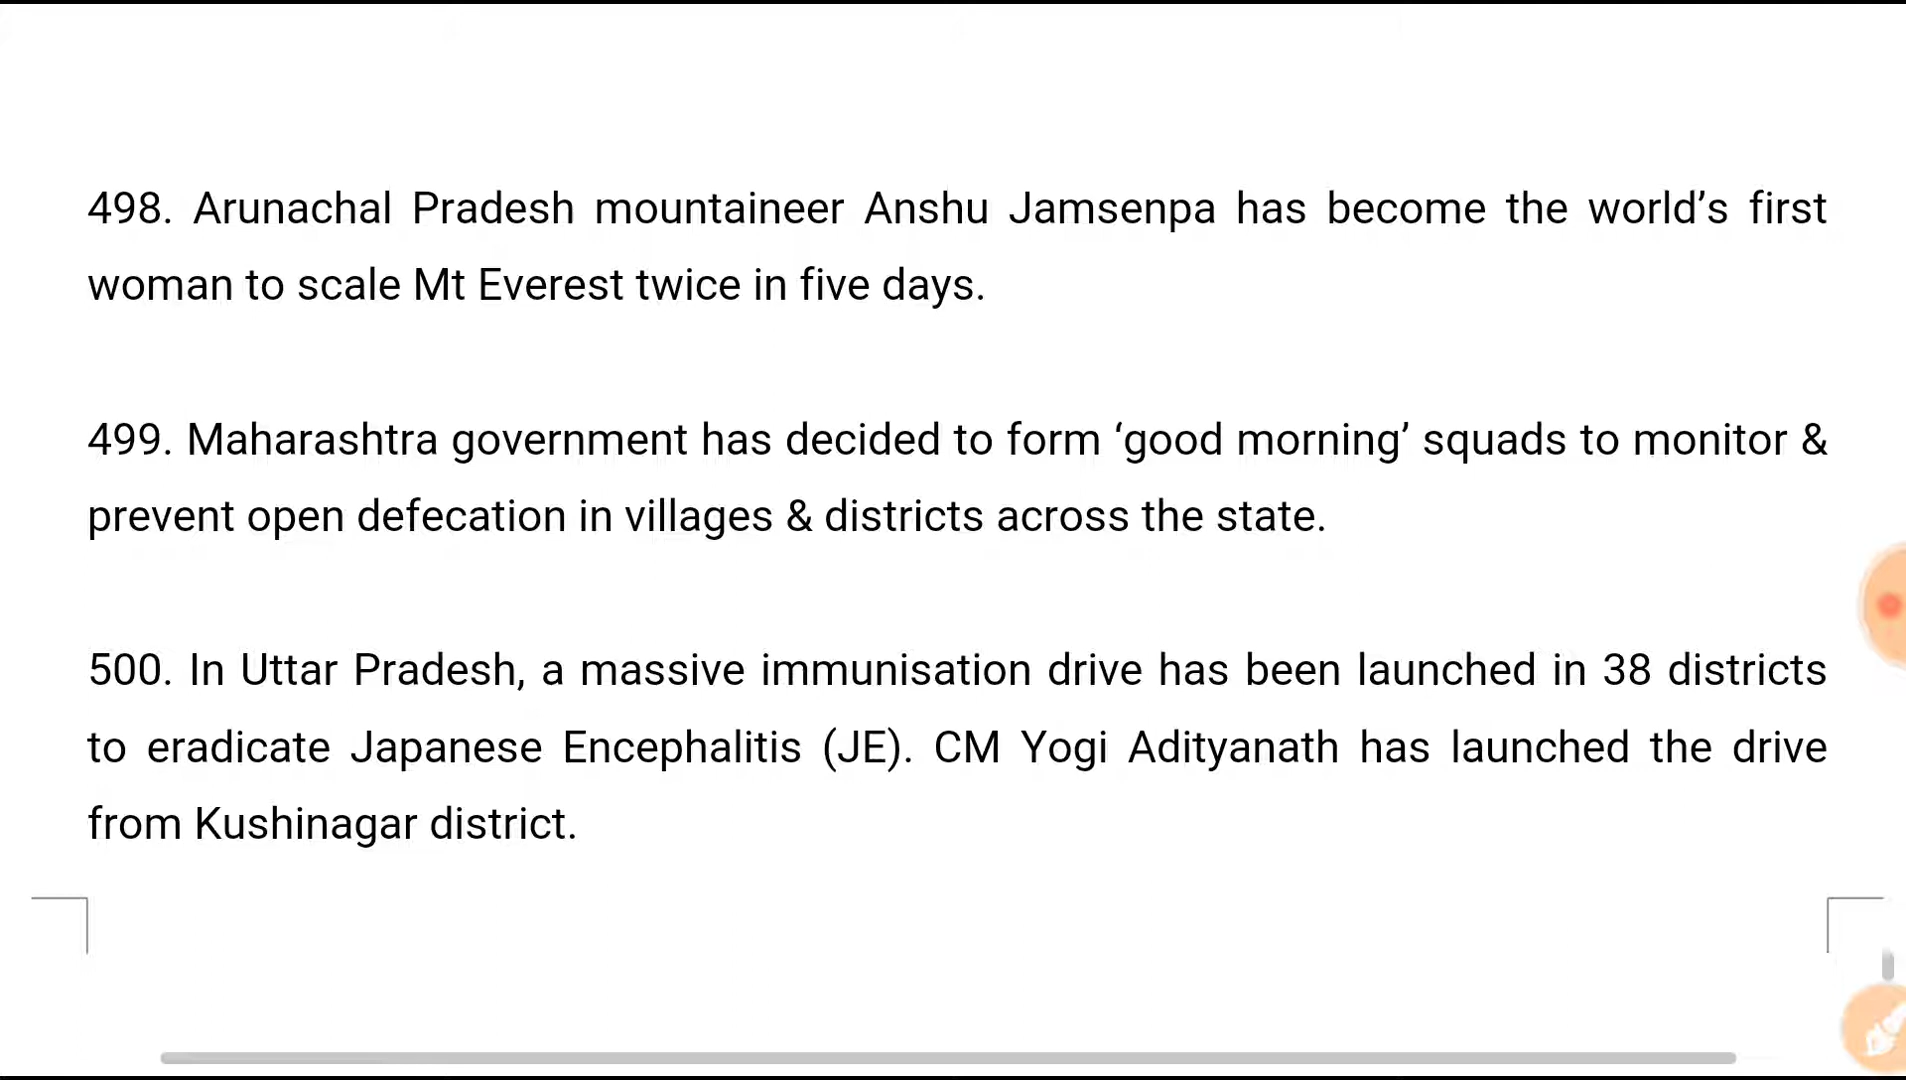 498. Arunachal Pradesh mountaineer Anshu Jamsenpa has become the world’s first
woman to scale Mt Everest twice in five days.
499. Maharashtra government has decided to form ‘good morning’ squads to monitor &
prevent open defecation in villages & districts across the state.
500. In Uttar Pradesh, a massive immunisation drive has been launched in 38 districts
to eradicate Japanese Encephalitis (JE). CM Yogi Adityanath has launched the drive
from Kushinagar district.